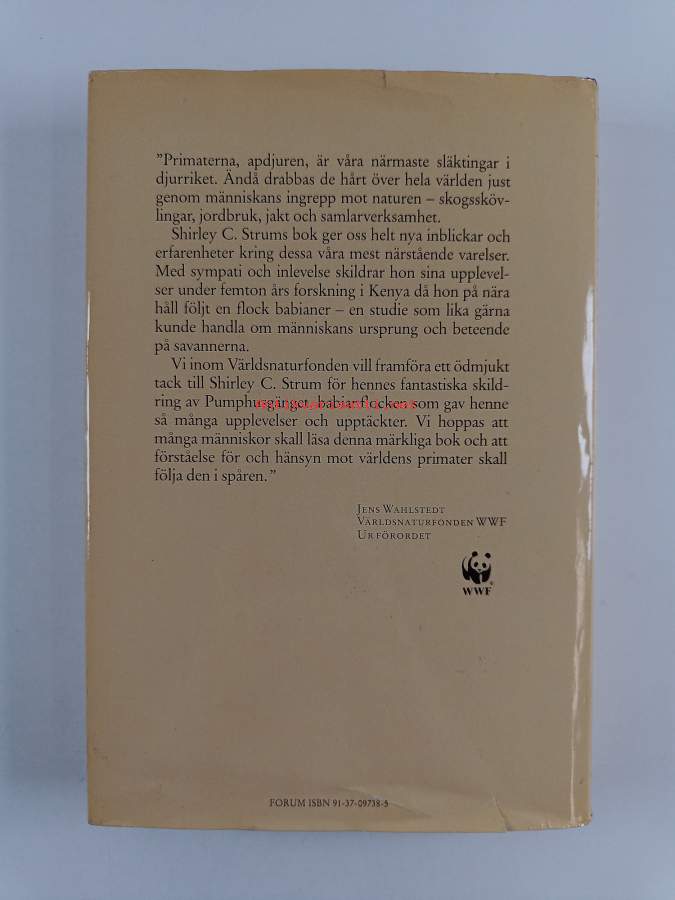 ”Primaterna, apdjuren, är våra närmaste släktingar i
djurriket. Ändå drabbas de hårt över hela världen just
genom människans ingrepp mot naturen – skogssköv-
lingar, jordbruk, jakt och samlarverksamhet.
Shirley C. Strums bok ger oss helt nya inblickar och
erfarenheter kring dessa våra mest närstående varelser.
Med sympati och inlevelse skildrar hon sina upplevel-
ser under femton års forskning i Kenya då hon på nära
håll följt en flock babianer – en studie som lika gärna
kunde handla om människans ursprung och beteende
på savannerna.
Vi inom Världsnaturfonden vill framföra ett ödmjukt
tack till Shirley C. Strum för hennes fantastiska skild-
ring av Pumphusgänget, babianflocken som gav henne
så många upplevelser och upptäckter. Vi hoppas att
många människor skall läsa denna märkliga bok och att
förståelse för och hänsyn mot världens primater skall
följa den i spåren.”
JENS WAHLSTEDT
VÄRLDSNATURFONDEN WWF
UR FÖRORDET
WWF
FORUM ISBN 91-37-09738-5